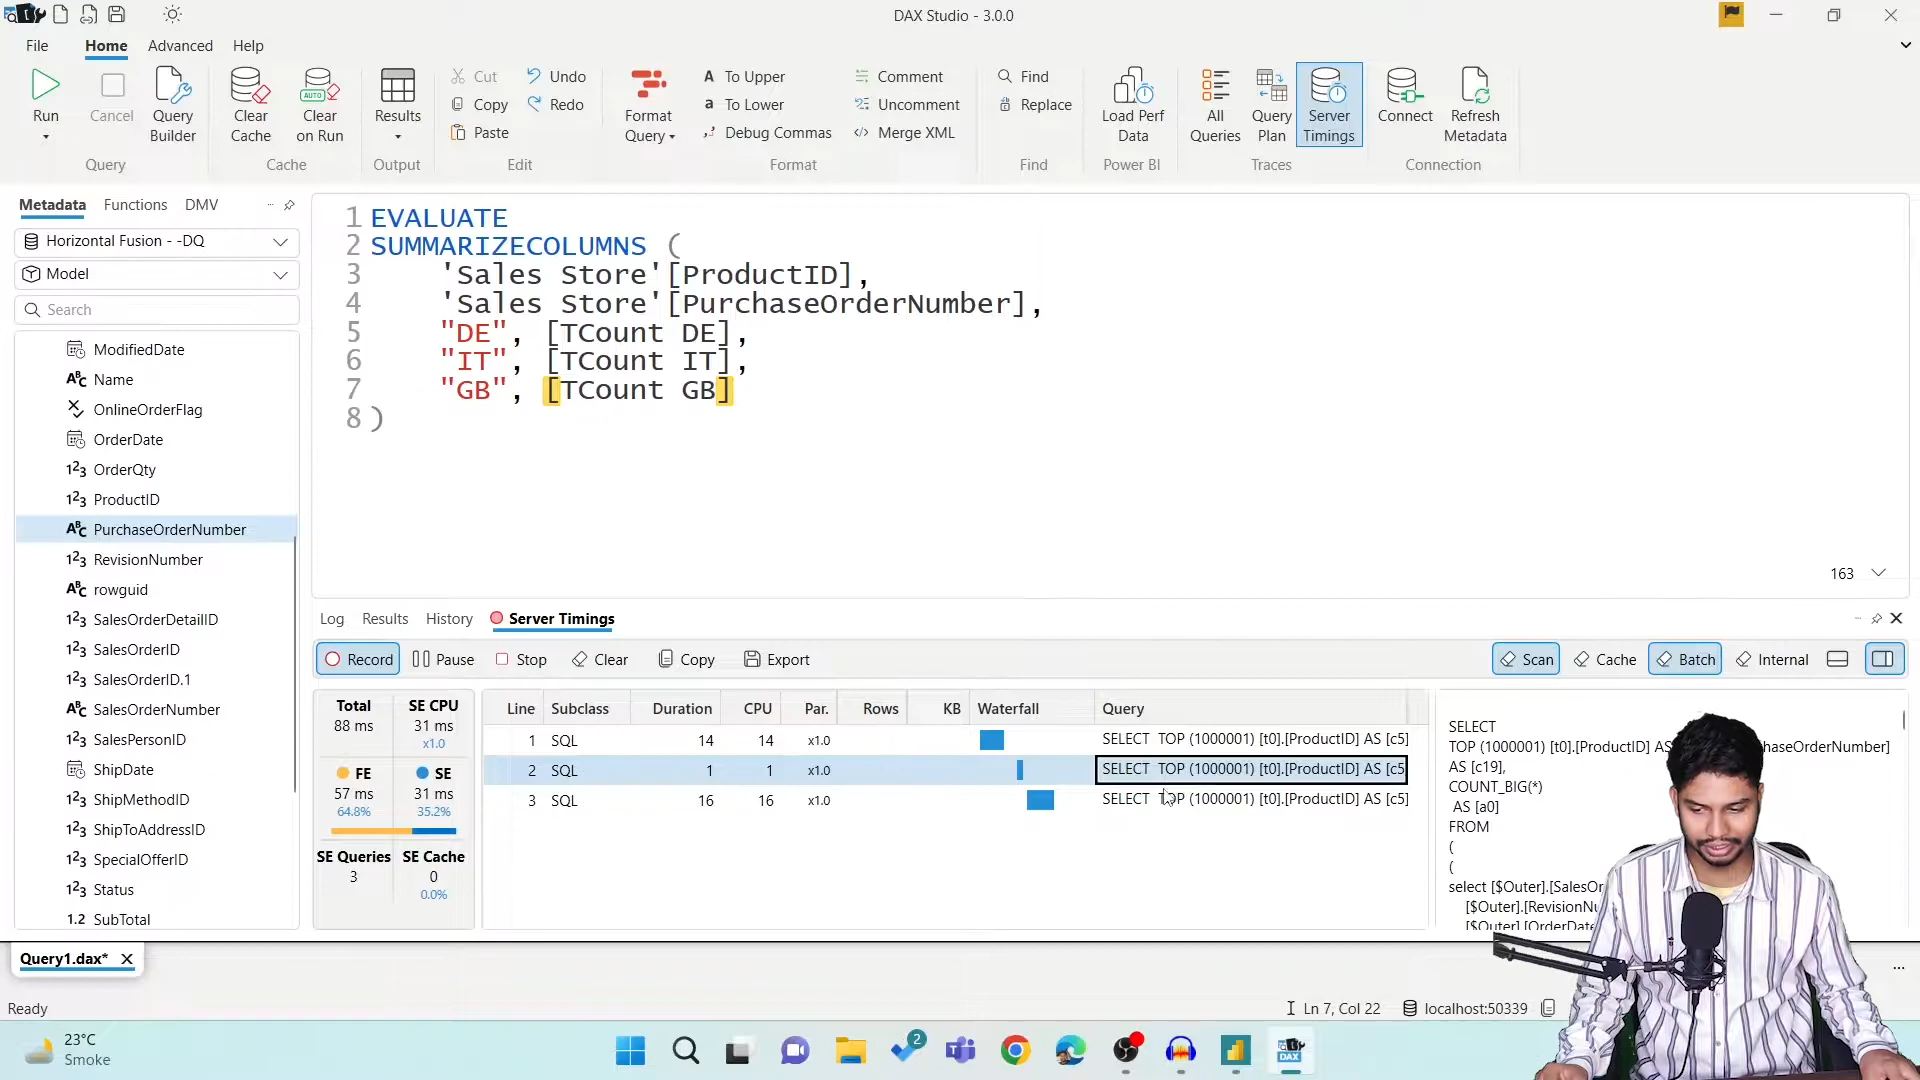 DAX Studio - 3.0.0
File Home Advanced Help
Run
Cancel
Query Builder
Clear Cache
AUTO
Clear on Run
Results
Cut
Copy
Paste
Undo
Redo
Format Query
To Upper
To Lower
Debug Commas
Comment
Uncomment
Merge XML
Find
Replace
Load Perf Data
All Queries
Query Plan
Server Timings
Connect
Refresh Metadata
Query Cache Output Edit Format Find Power BI Traces Connection
Metadata Functions DMV
Horizontal Fusion - -DQ
Model
Search
ModifiedDate
Name
OnlineOrderFlag
OrderDate
OrderQty
ProductID
PurchaseOrderNumber
RevisionNumber
rowguid
SalesOrderDetailID
SalesOrderID
SalesOrderID.1
SalesOrderNumber
SalesPersonID
ShipDate
ShipMethodID
ShipToAddressID
SpecialOfferID
Status
SubTotal
1 EVALUATE
2 SUMMARIZECOLUMNS (
3 'Sales Store'[ProductID],
4 'Sales Store'[PurchaseOrderNumber],
5 "DE", [TCount DE],
6 "IT", [TCount IT],
7 "GB", [TCount GB]
8 )
163
Log Results History Server Timings
Record Pause Stop Clear Copy Export Scan Cache Batch Internal
Total SE CPU
88 ms 31 ms
x1.0
FE SE
57 ms 31 ms
64.8% 35.2%
SE Queries SE Cache
3 0
0.0%
Line Subclass Duration CPU Par. Rows KB Waterfall Query
1 SQL 14 14 x1.0 SELECT TOP (1000001) [t0].[ProductID] AS [c5]
2 SQL 1 1 x1.0 SELECT TOP (1000001) [t0].[ProductID] AS [c5
3 SQL 16 16 x1.0 SELECT TOP (1000001) [t0].[ProductID] AS [c5]
SELECT
TOP (1000001) [t0].[ProductID] AS
AS [c19],
COUNT_BIG(*)
AS [a0]
FROM
(
(
Query1.dax*
Ready
Ln 7, Col 22
localhost:50339
23°C
Smoke
2
DAX